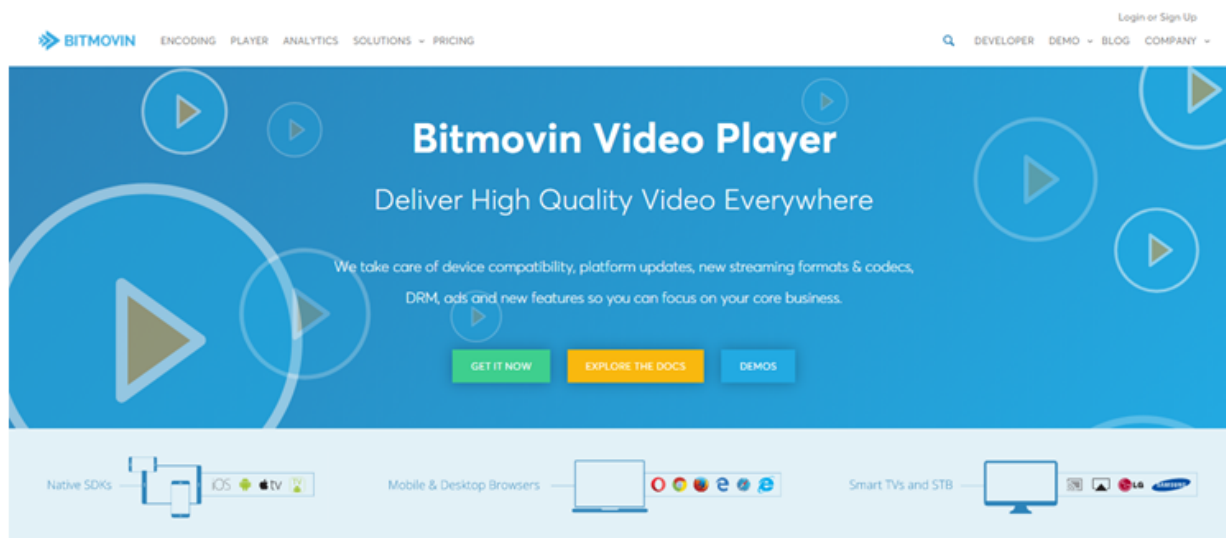 Login or Sign Up
BITMOVIN ENCODING PLAYER ANALYTICS SOLUTIONS PRICING DEVELOPER DEMO BLOG COMPANY
Bitmovin Video Player
Deliver High Quality Video Everywhere
We take care of device compatibility, platform updates, new streaming formats & codecs,
DRM, ads and new features so you can focus on your core business.
GET IT NOW EXPLORE THE DOCS DEMOS
Native SDKs iOS tv Mobile & Desktop Browsers Smart TVs and STB LG SAMSUNG